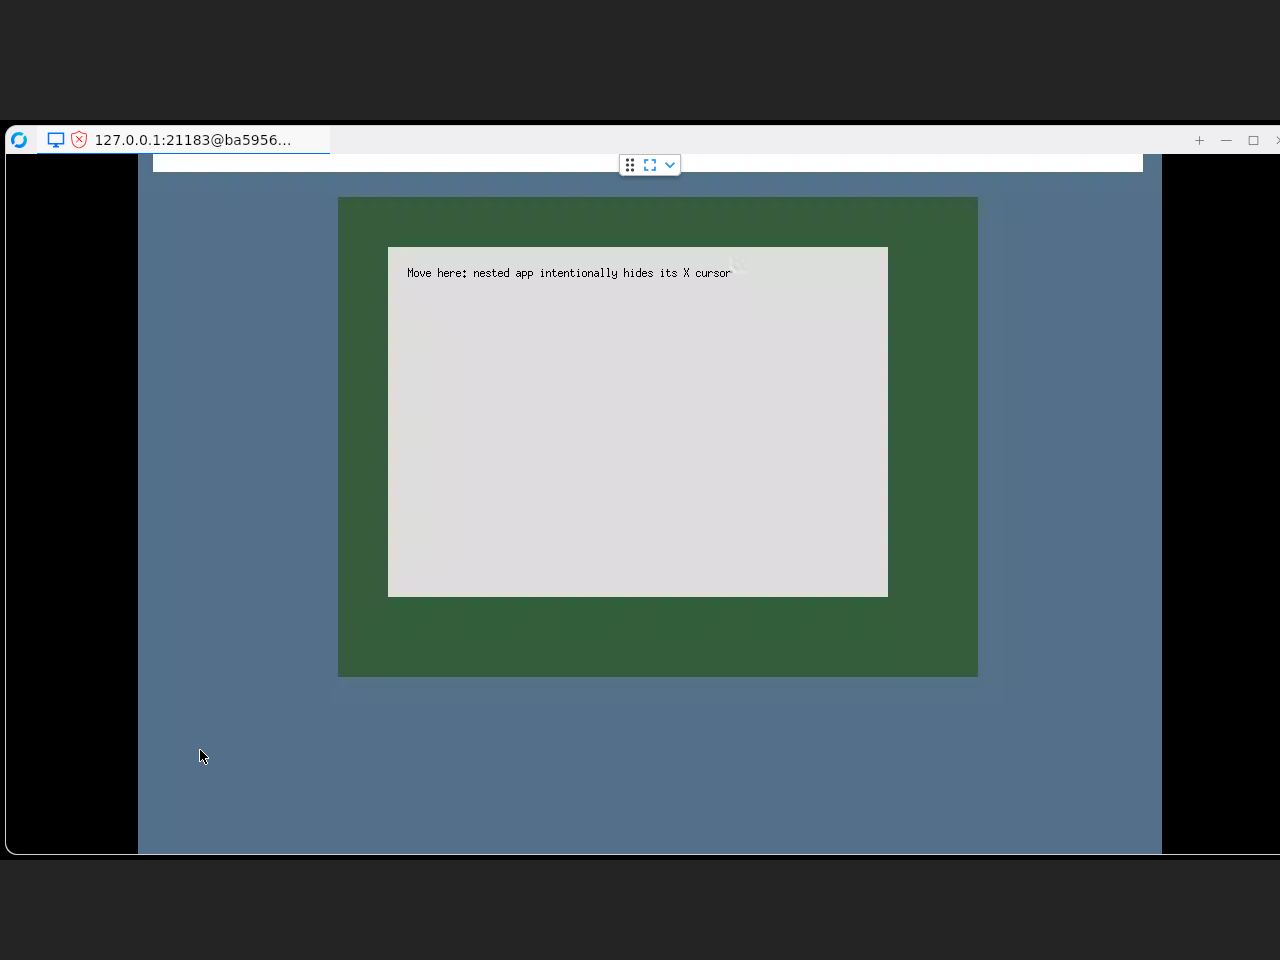 127.0.0.1:21183@ba5956...
Move here: nested app intentionally hides its X cursor